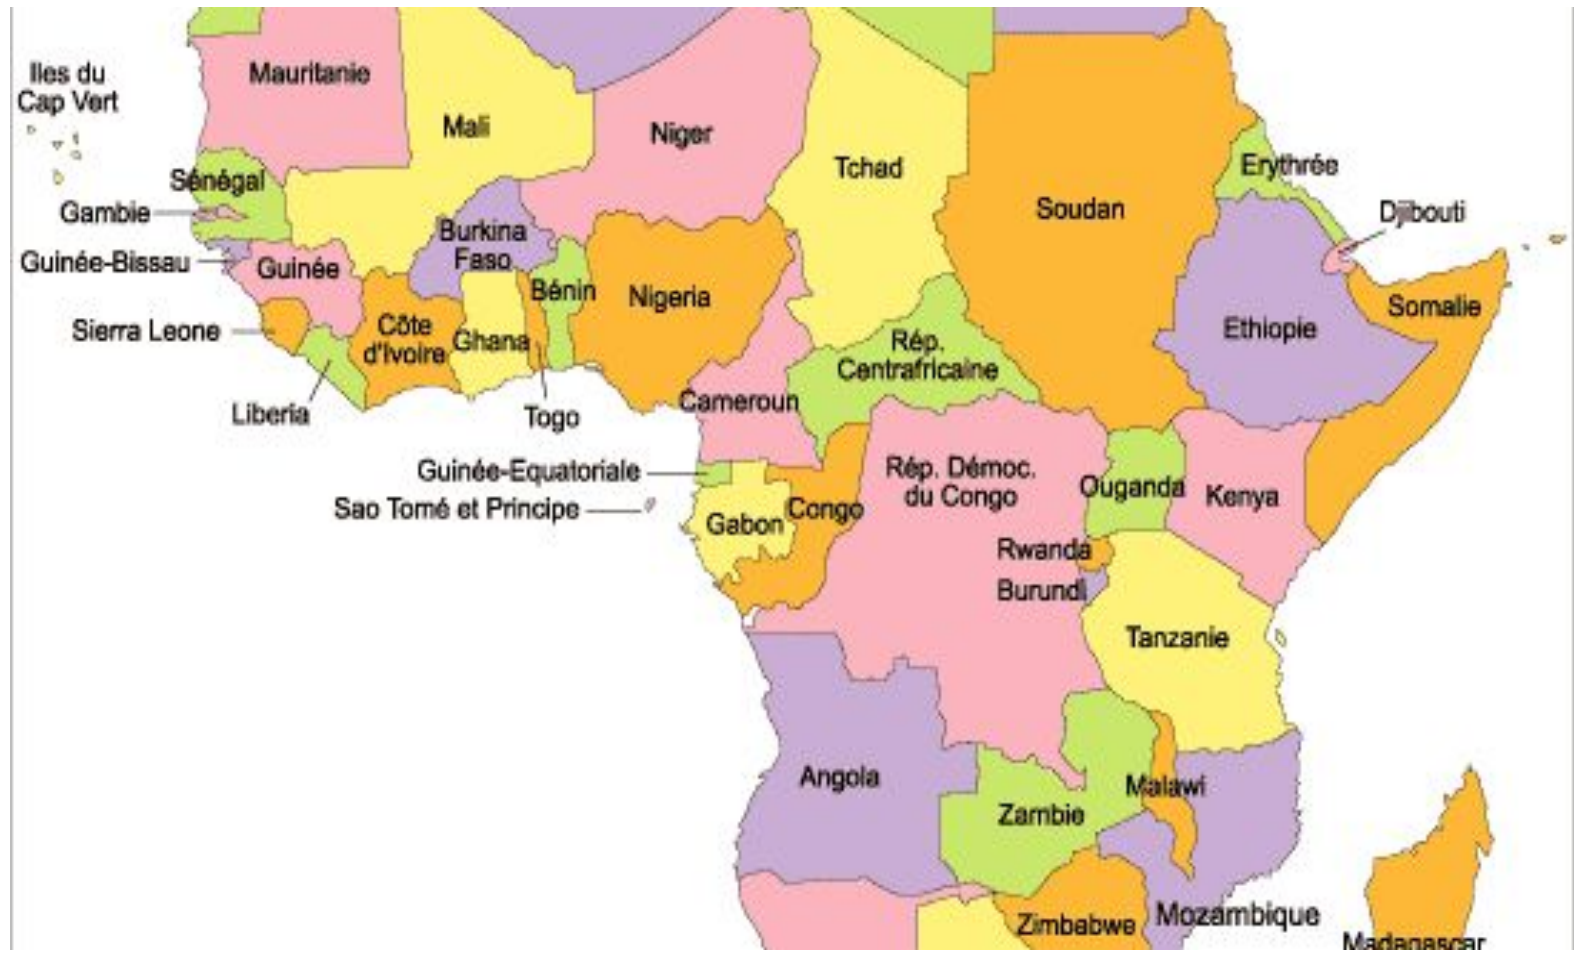 Iles du
Cap Vert
Mauritanie
Mali
Niger
Tchad
Soudan
Erythrée
Djibouti
Sénégal
Gambie
Guinée-Bissau
Guinée
Burkina
Faso
Bénin
Nigeria
Ethiopie
Somalie
Sierra Leone
Côte
d'Ivoire
Ghana
Rép.
Centrafricaine
Liberia
Togo
Cameroun
Guinée-Equatoriale
Sao Tomé et Principe
Gabon
Congo
Rép. Démoc.
du Congo
Ouganda
Kenya
Rwanda
Burundi
Tanzanie
Angola
Zambie
Malawi
Zimbabwe
Mozambique
Madagascar